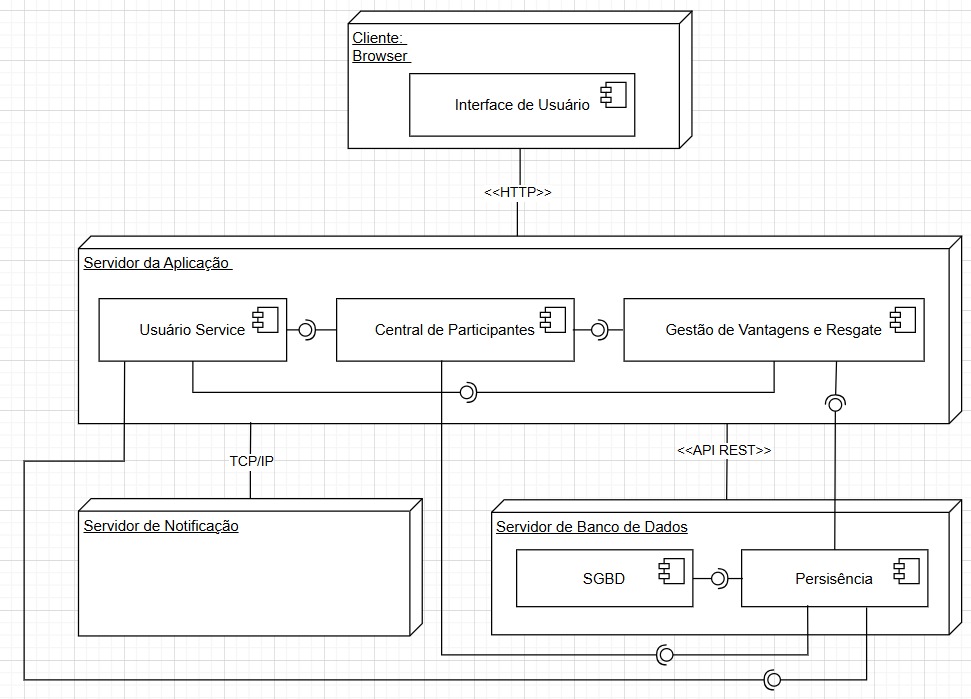 Cliente:
Browser
Interface de Usuário
<<HTTP>>
Servidor da Aplicação
Usuário Service
Central de Participantes
Gestão de Vantagens e Resgate
TCP/IP
<<API REST>>
Servidor de Notificação
Servidor de Banco de Dados
SGBD
Persisência